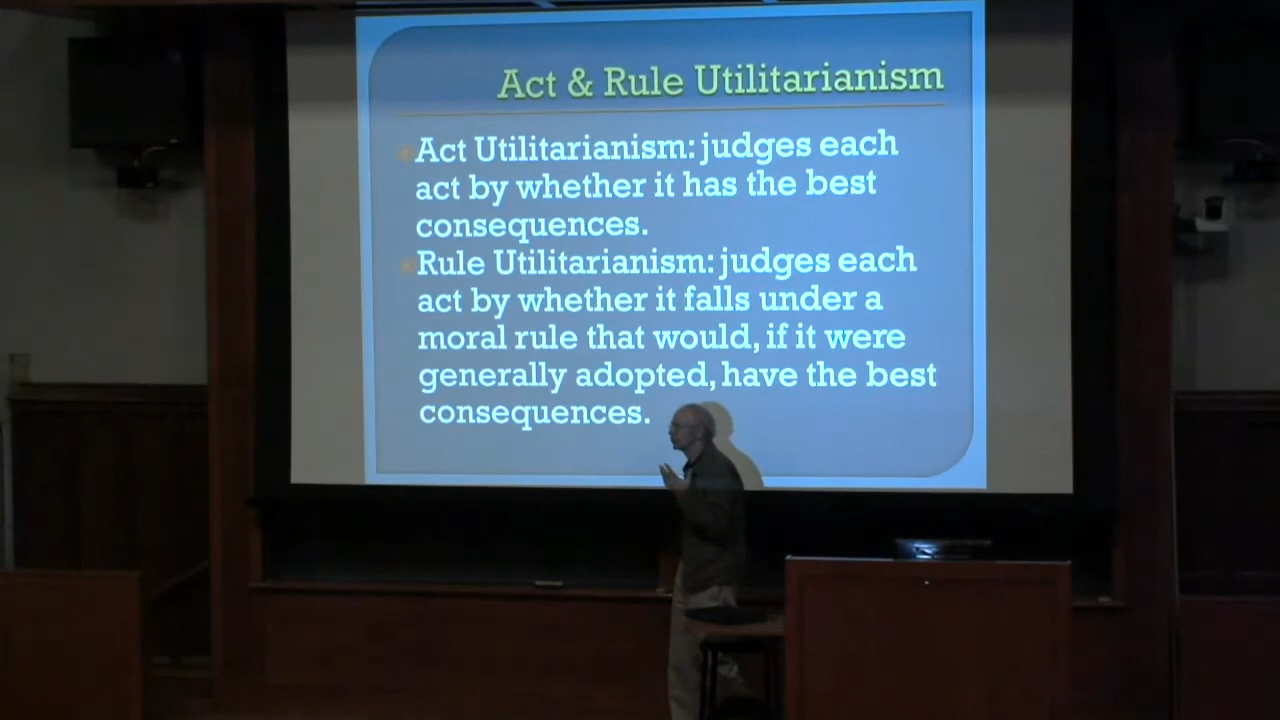 Act & Rule Utilitarianism
Act Utilitarianism: judges each
act by whether it has the best
consequences.
Rule Utilitarianism: judges each
act by whether it falls under a
moral rule that would, if it were
generally adopted, have the best
consequences.